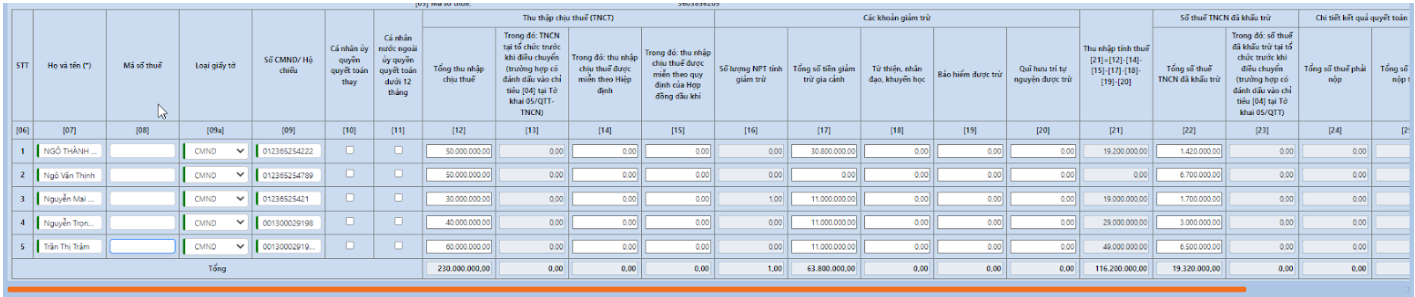 [05] Mã số thuế: 3603836205
STT Họ và tên (*) Mã số thuế Loại giấy tờ Số CMND/ Hộ chiếu Cá nhân ủy quyền quyết toán thay Cá nhân nước ngoài ủy quyền quyết toán dưới 12 tháng Thu thập chịu thuế (TNCT) Các khoản giảm trừ Thu nhập tính thuế [21]=[12]-[14]-[15]-[17]-[18]-[19]-[20] Số thuế TNCN đã khấu trừ Chi tiết kết quả quyết toán
Tổng thu nhập chịu thuế Trong đó: TNCN tại tổ chức trước khi điều chuyển (trường hợp có đánh dấu vào chỉ tiêu [04] tại Tờ khai 05/QTT-TNCN) Trong đó: thu nhập chịu thuế được miễn theo Hiệp định Trong đó: thu nhập chịu thuế được miễn theo quy định của Hợp đồng dầu khí Số lượng NPT tính giảm trừ Tổng số tiền giảm trừ gia cảnh Từ thiện, nhân đạo, khuyến học Bảo hiểm được trừ Quĩ hưu trí tự nguyện được trừ Tổng số thuế TNCN đã khấu trừ Trong đó: số thuế đã khấu trừ tại tổ chức trước khi điều chuyển (trường hợp có đánh dấu vào chỉ tiêu [04] tại Tờ khai 05/QTT) Tổng số thuế phải nộp Tổng số
[06] [07] [08] [09a] [09] [10] [11] [12] [13] [14] [15] [16] [17] [18] [19] [20] [21] [22] [23] [24]
1 NGÔ THÀNH ... CMND 012365254222 50.000.000,00 0,00 0,00 0,00 0,00 30.800.000,00 0,00 0,00 0,00 19.200.000,00 1.420.000,00 0,00 0,00
2 Ngô Văn Thịnh CMND 012365254789 50.000.000,00 0,00 0,00 0,00 0,00 0,00 0,00 0,00 0,00 0,00 6.700.000,00 0,00 0,00
3 Nguyễn Mai ... CMND 01236525421 30.000.000,00 0,00 0,00 0,00 1,00 11.000.000,00 0,00 0,00 0,00 19.000.000,00 1.700.000,00 0,00 0,00
4 Nguyễn Trọn... CMND 001300029198 40.000.000,00 0,00 0,00 0,00 0,00 11.000.000,00 0,00 0,00 0,00 29.000.000,00 3.000.000,00 0,00 0,00
5 Trần Thị Trâm CMND 00130002919... 60.000.000,00 0,00 0,00 0,00 0,00 11.000.000,00 0,00 0,00 0,00 49.000.000,00 6.500.000,00 0,00 0,00
Tổng 230.000.000,00 0,00 0,00 0,00 1,00 63.800.000,00 0,00 0,00 0,00 116.200.000,00 19.320.000,00 0,00 0,00